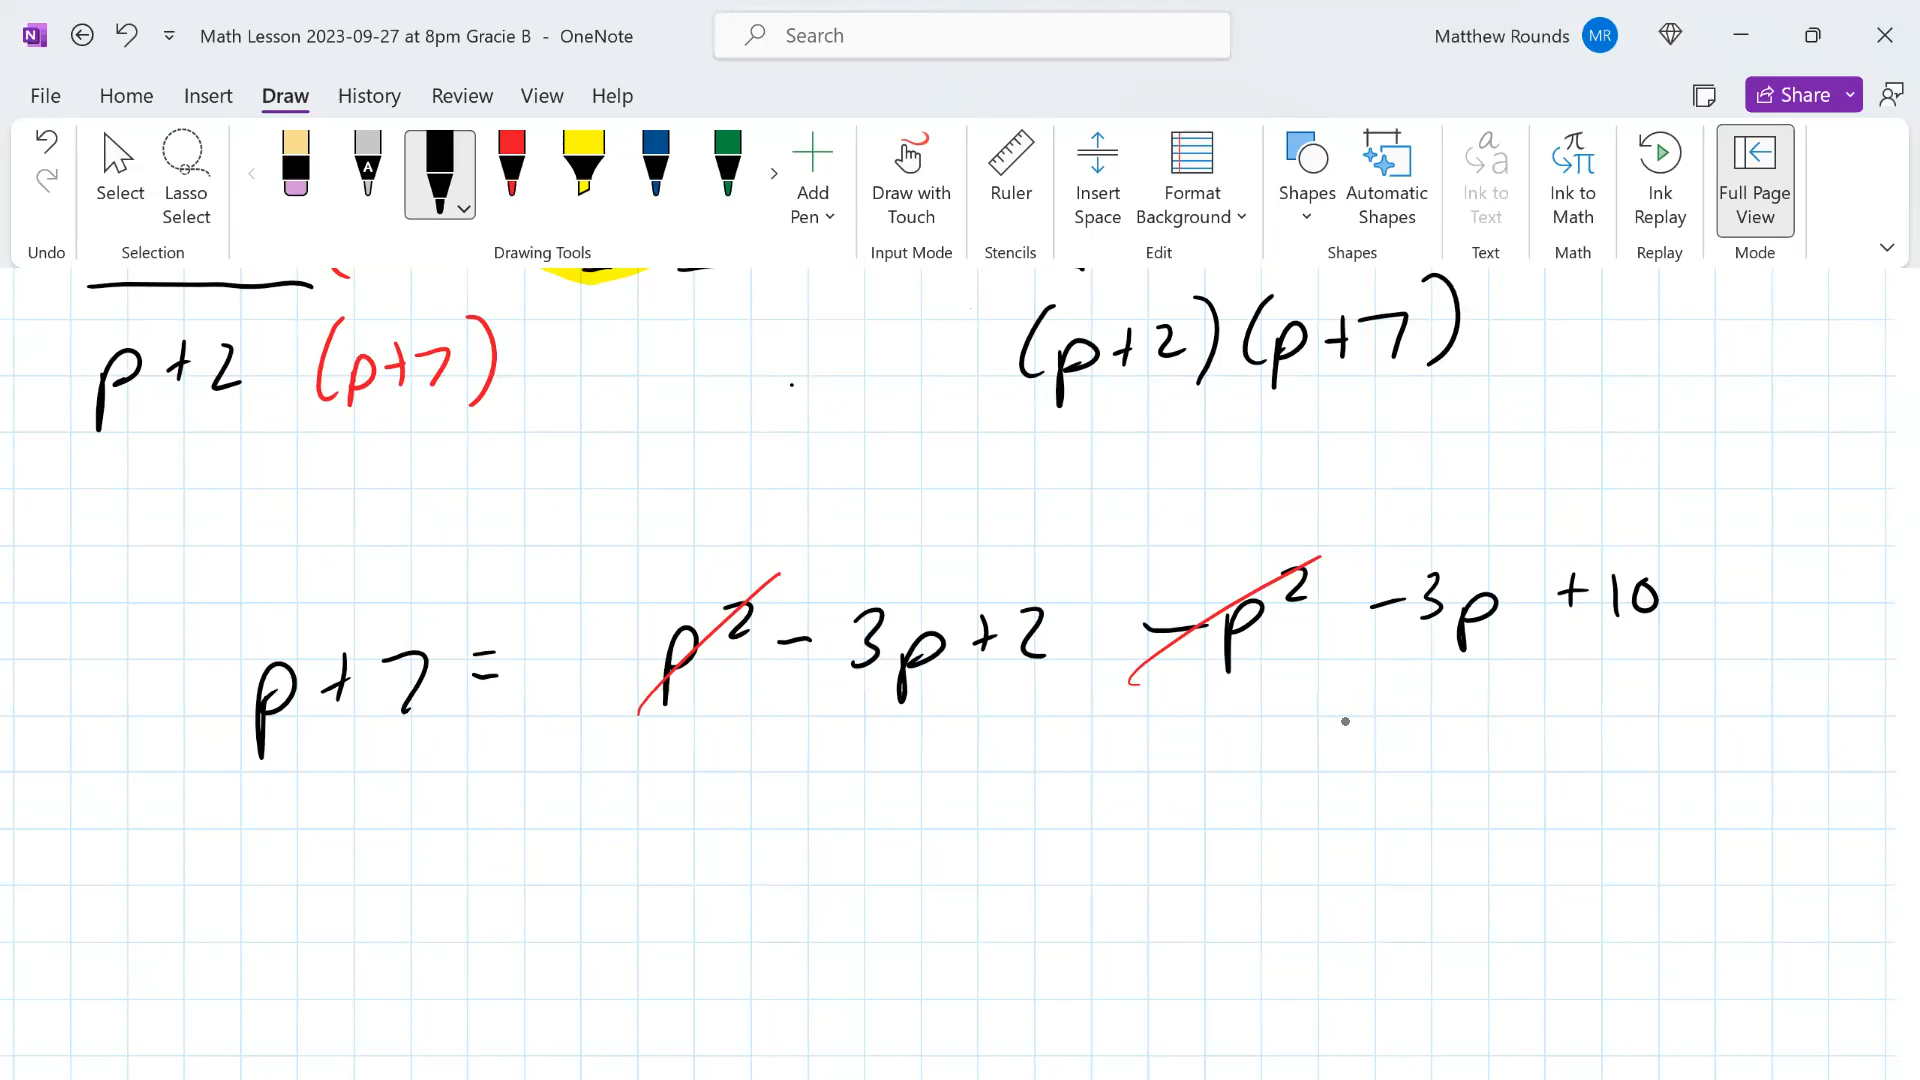 Math Lesson 2023-09-27 at 8pm Gracie B - OneNote
Search
Matthew Rounds MR
File Home Insert Draw History Review View Help
Share
Select
Lasso Select
A
Add Pen
Draw with Touch
Ruler
Insert Space
Format Background
Shapes
Automatic Shapes
Ink to Text
Ink to Math
Ink Replay
Full Page View
Undo Selection Drawing Tools Input Mode Stencils Edit Shapes Text Math Replay Mode
p+2 (p+7)
(p+2)(p+7)
p+7 = p² - 3p+2 -p² -3p +10